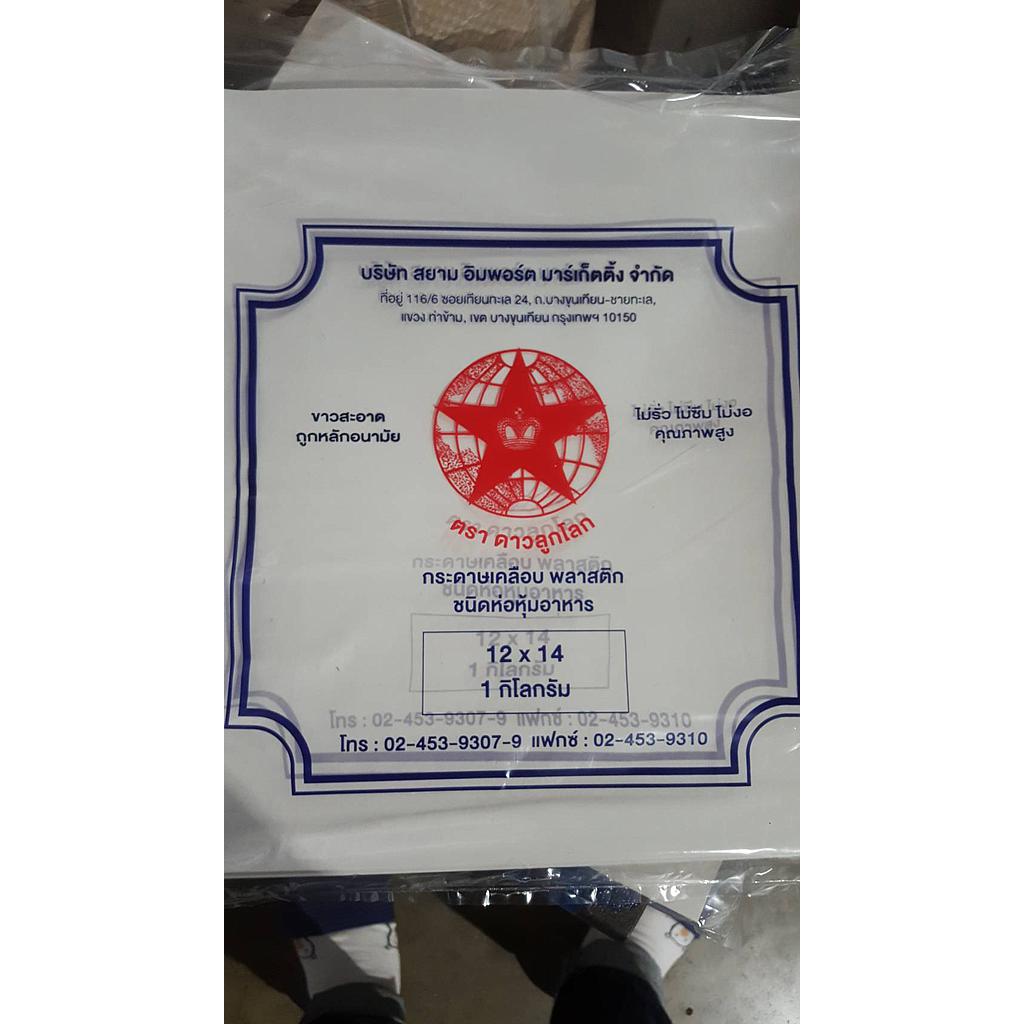 บริษัท สยาม อิมพอร์ต มาร์เก็ตติ้ง จำกัด
ที่อยู่ 116/6 ซอยเทียนทะเล 24, ถ.บางขุนเทียน-ชายทะเล,
แขวง ท่าข้าม, เขต บางขุนเทียน กรุงเทพฯ 10150
ขาวสะอาด
ถูกหลักอนามัย
ไม่รั่ว ไม่ซึม ไม่งอ
คุณภาพสูง
ตรา ดาวลูกโลก
กระดาษเคลือบ พลาสติก
ชนิดห่อหุ้มอาหาร
12 x 14
1 กิโลกรัม
โทร : 02-453-9307-9 แฟกซ์ : 02-453-9310